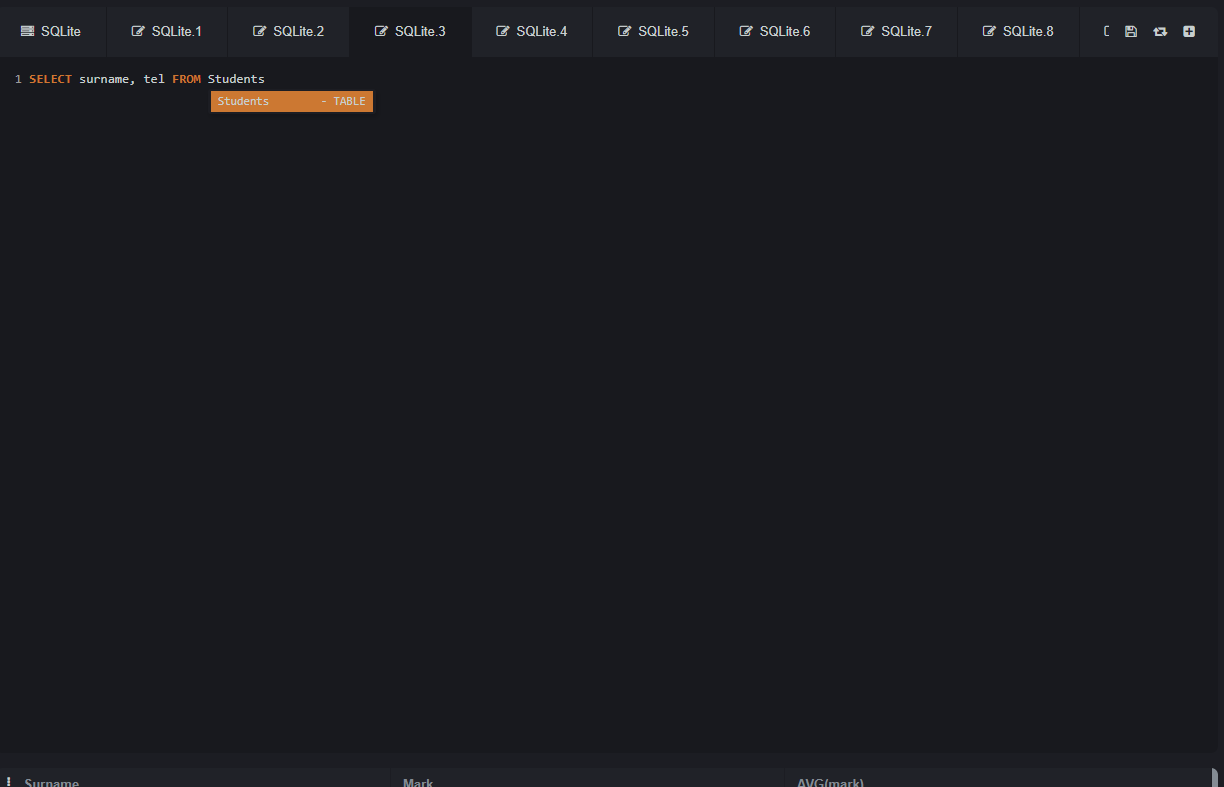 SQLite SQLite.1 SQLite.2 SQLite.3 SQLite.4 SQLite.5 SQLite.6 SQLite.7 SQLite.8
1 SELECT surname, tel FROM Students
Students - TABLE
Surname Mark AVG(mark)